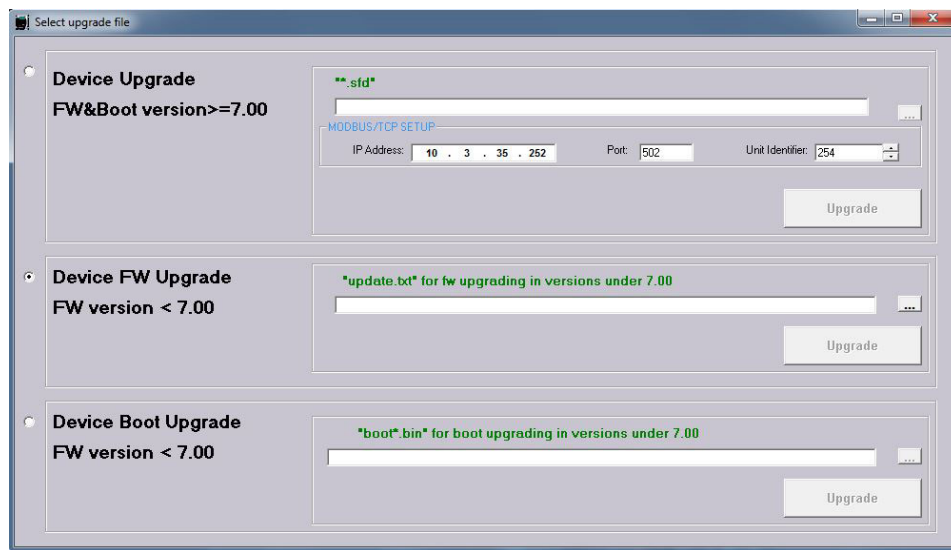 Select upgrade file
Device Upgrade
FW&Boot version>=7.00
"*.sfd"
...
MODBUS/TCP SETUP
IP Address: 10 . 3 . 35 . 252 Port: 502 Unit Identifier: 254
Upgrade
Device FW Upgrade
FW version < 7.00
"update.txt" for fw upgrading in versions under 7.00
...
Upgrade
Device Boot Upgrade
FW version < 7.00
"boot*.bin" for boot upgrading in versions under 7.00
...
Upgrade